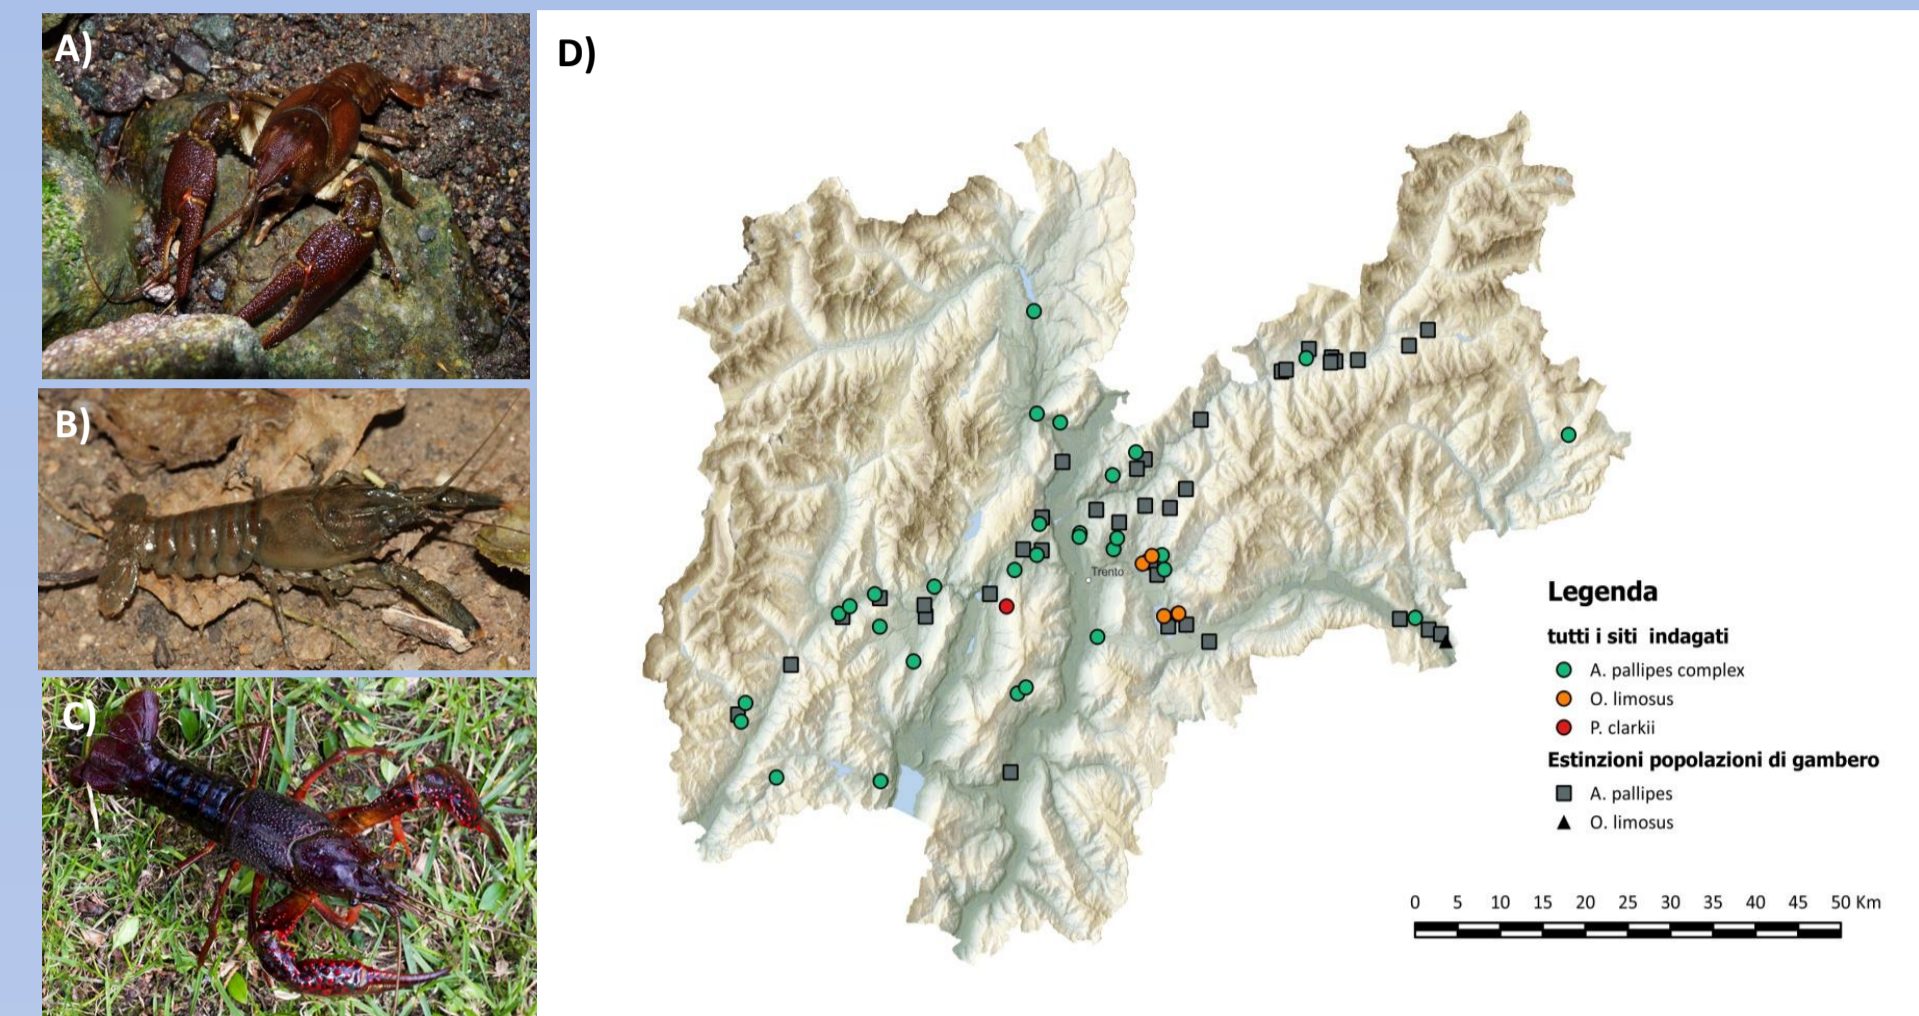 A)
B)
C)
D)
Trento
Legenda
tutti i siti indagati
A. pallipes complex
O. limosus
P. clarkii
Estinzioni popolazioni di gambero
A. pallipes
O. limosus
0 5 10 15 20 25 30 35 40 45 50 Km